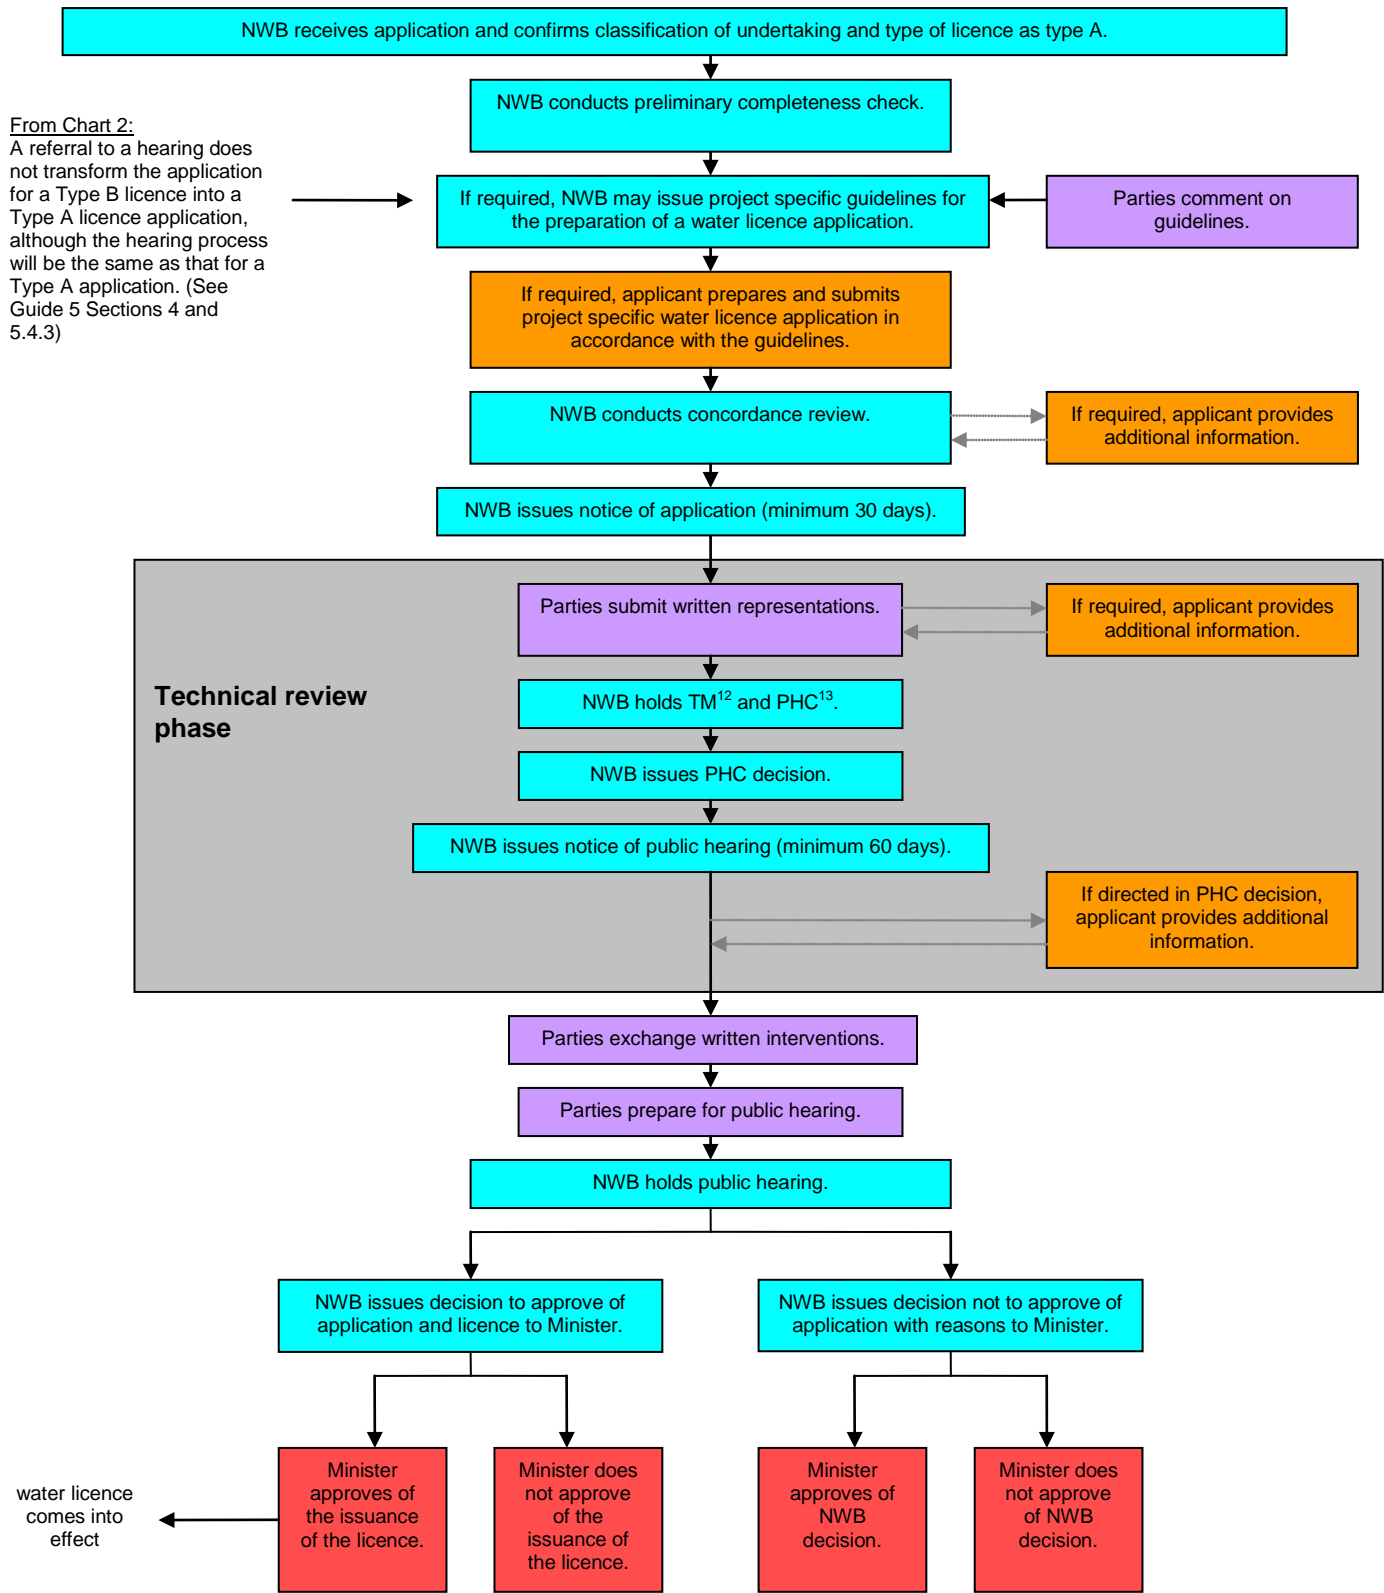 NWB receives application and confirms classification of undertaking and type of licence as type A.
NWB conducts preliminary completeness check.
From Chart 2:
A referral to a hearing does
not transform the application
for a Type B licence into a
Type A licence application,
although the hearing process
will be the same as that for a
Type A application. (See
Guide 5 Sections 4 and
5.4.3)
If required, NWB may issue project specific guidelines for
the preparation of a water licence application.
Parties comment on
guidelines.
If required, applicant prepares and submits
project specific water licence application in
accordance with the guidelines.
NWB conducts concordance review.
If required, applicant provides
additional information.
NWB issues notice of application (minimum 30 days).
Technical review
phase
Parties submit written representations.
If required, applicant provides
additional information.
NWB holds TM¹² and PHC¹³.
NWB issues PHC decision.
NWB issues notice of public hearing (minimum 60 days).
If directed in PHC decision,
applicant provides additional
information.
Parties exchange written interventions.
Parties prepare for public hearing.
NWB holds public hearing.
NWB issues decision to approve of
application and licence to Minister.
NWB issues decision not to approve of
application with reasons to Minister.
water licence
comes into
effect
Minister
approves of
the issuance
of the licence.
Minister does
not approve
of the
issuance of
the licence.
Minister
approves of
NWB
decision.
Minister does
not approve
of NWB
decision.